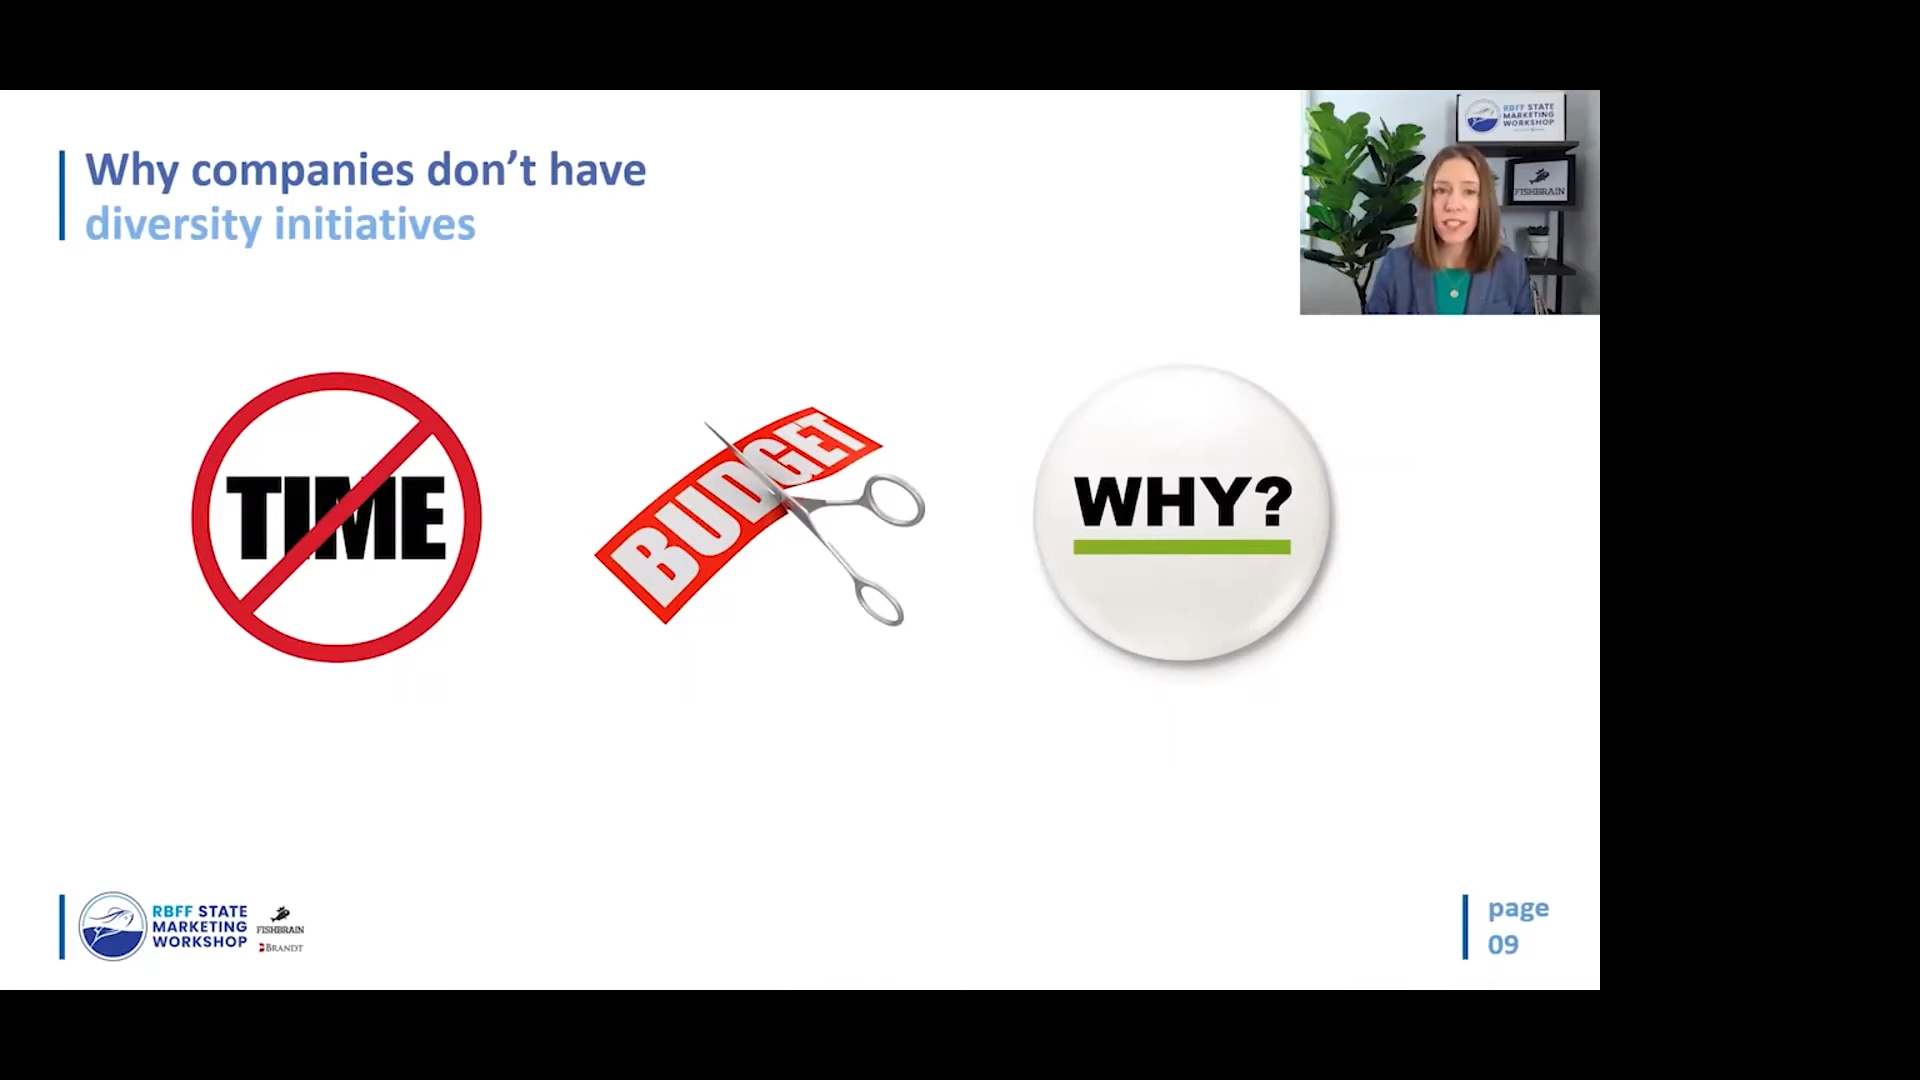 Why companies don't have
diversity initiatives
RBFF STATE
MARKETING
WORKSHOP
FISHBRAIN
TIME
BUDGET
WHY?
RBFF STATE
MARKETING
WORKSHOP
FISHBRAIN
BRANDT
page
09